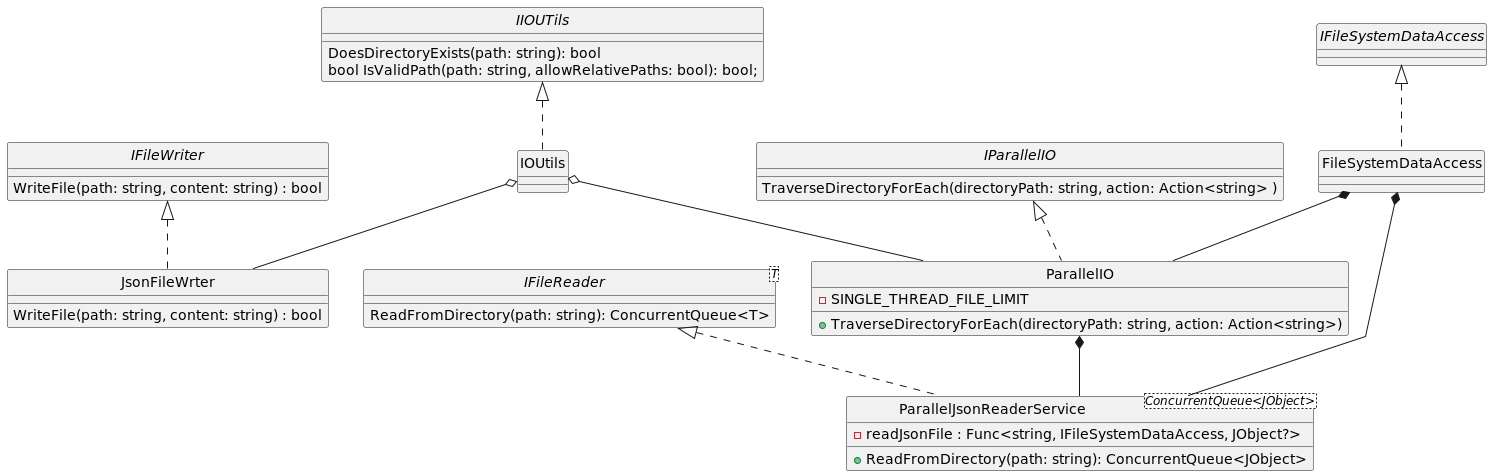 IIOUTils
DoesDirectoryExists(path: string): bool
bool IsValidPath(path: string, allowRelativePaths: bool): bool;
IFileSystemDataAccess
IFileWriter
WriteFile(path: string, content: string) : bool
IOUtils
IParallelIO
TraverseDirectoryForEach(directoryPath: string, action: Action<string> )
FileSystemDataAccess
JsonFileWrter
WriteFile(path: string, content: string) : bool
IFileReader
T
ReadFromDirectory(path: string): ConcurrentQueue<T>
ParallelIO
SINGLE_THREAD_FILE_LIMIT
TraverseDirectoryForEach(directoryPath: string, action: Action<string>)
ParallelJsonReaderService
ConcurrentQueue<JObject>
readJsonFile : Func<string, IFileSystemDataAccess, JObject?>
ReadFromDirectory(path: string): ConcurrentQueue<JObject>